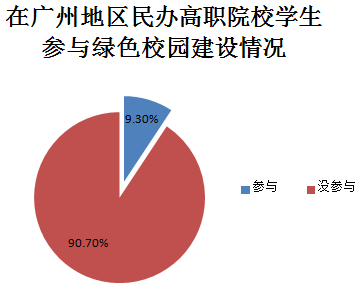 在广州地区民办高职院校学生
参与绿色校园建设情况
9.30%
参与
没参与
90.70%